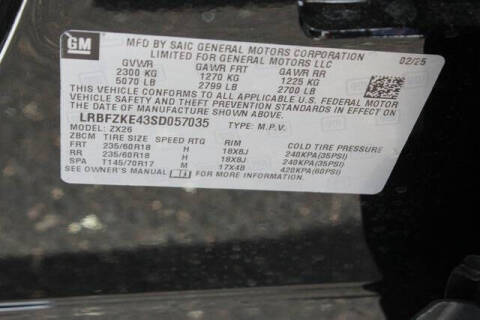 GM
MFD BY SAIC GENERAL MOTORS CORPORATION 02/25
LIMITED FOR GENERAL MOTORS LLC
GVWR GAWR FRT GAWR RR
2300 KG 1270 KG 1225 KG
5070 LB 2799 LB 2700 LB
THIS VEHICLE CONFORMS TO ALL APPLICABLE U.S. FEDERAL MOTOR
VEHICLE SAFETY AND THEFT PREVENTION STANDARDS IN EFFECT ON
THE DATE OF MANUFACTURE SHOWN ABOVE.
LRBFZKE43SD057035 TYPE: M.P.V.
MODEL: ZX26
ZBCM TIRE SIZE SPEED RTG RIM COLD TIRE PRESSURE
FRT 235/60R18 H 18X8J 240KPA(35PSI)
RR 235/60R18 H 18X8J 240KPA(35PSI)
SPA T145/70R17 M 17X4B 420KPA(60PSI)
SEE OWNER'S MANUAL FOR MORE INFORMATION.